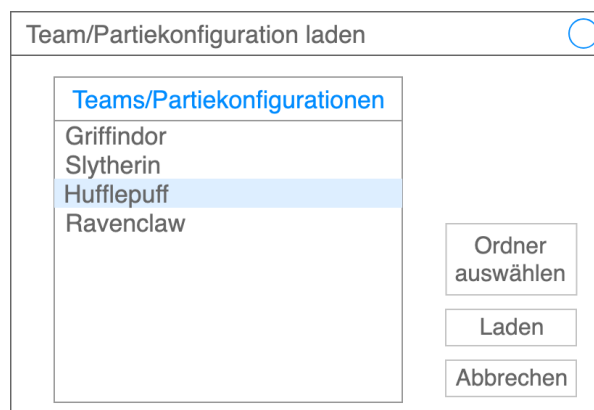 Team/Partiekonfiguration laden
Teams/Partiekonfigurationen
Griffindor
Slytherin
Hufflepuff
Ravenclaw
Ordner
auswählen
Laden
Abbrechen